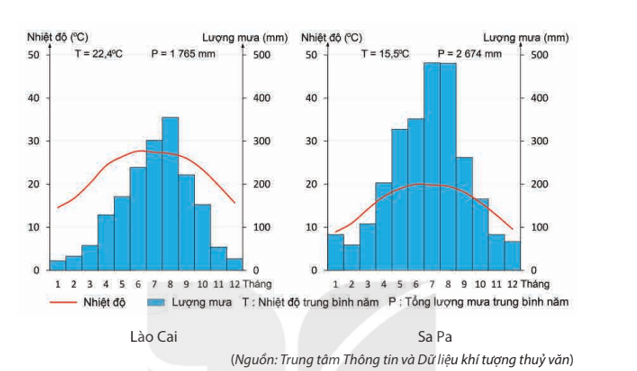 Nhiệt độ (ºC) Lượng mưa (mm)
T = 22,4ºC P = 1 765 mm
50 500
40 400
30 300
20 200
10 100
0 0
1 2 3 4 5 6 7 8 9 10 11 12 Tháng
Nhiệt độ (ºC) Lượng mưa (mm)
T = 15,5ºC P = 2 674 mm
50 500
40 400
30 300
20 200
10 100
0 0
1 2 3 4 5 6 7 8 9 10 11 12 Tháng
Nhiệt độ Lượng mưa T : Nhiệt độ trung bình năm P : Tổng lượng mưa trung bình năm
Lào Cai Sa Pa
(Nguồn: Trung tâm Thông tin và Dữ liệu khí tượng thuỷ văn)